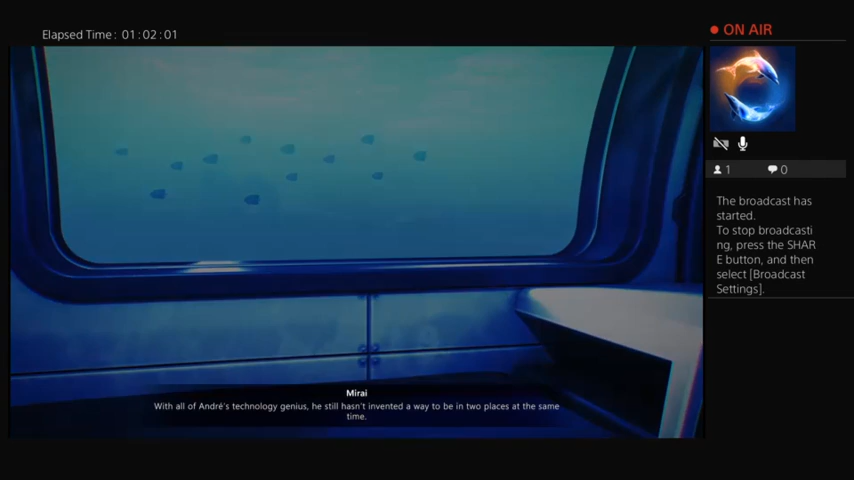 Elapsed Time: 01:02:01
ON AIR
1
0
The broadcast has
started.
To stop broadcasti
ng, press the SHAR
E button, and then
select [Broadcast
Settings].
Mirai
With all of André's technology genius, he still hasn't invented a way to be in two places at the same
time.